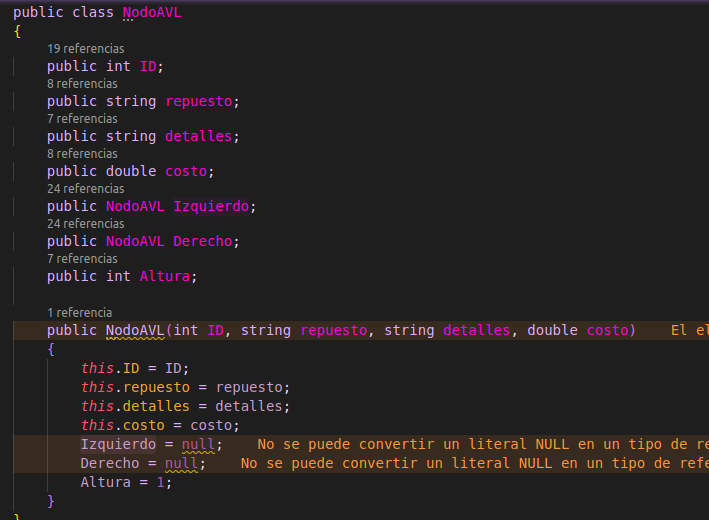 public class NodoAVL
{
19 referencias
public int ID;
8 referencias
public string repuesto;
7 referencias
public string detalles;
8 referencias
public double costo;
24 referencias
public NodoAVL Izquierdo;
24 referencias
public NodoAVL Derecho;
7 referencias
public int Altura;
1 referencia
public NodoAVL(int ID, string repuesto, string detalles, double costo) El el
{
this.ID = ID;
this.repuesto = repuesto;
this.detalles = detalles;
this.costo = costo;
Izquierdo = null; No se puede convertir un literal NULL en un tipo de re
Derecho = null; No se puede convertir un literal NULL en un tipo de refe
Altura = 1;
}
}